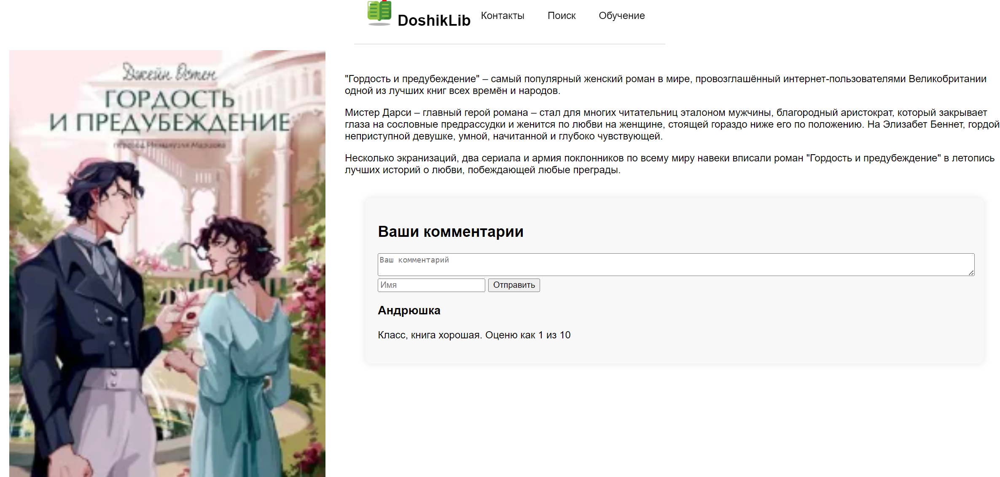 DoshikLib
Контакты
Поиск
Обучение
Джейн Остен
ГОРДОСТЬ
И ПРЕДУБЕЖДЕНИЕ
перевод Иммануэля Маршака
"Гордость и предубеждение" – самый популярный женский роман в мире, провозглашённый интернет-пользователями Великобритании
одной из лучших книг всех времён и народов.
Мистер Дарси – главный герой романа – стал для многих читательниц эталоном мужчины, благородный аристократ, который закрывает
глаза на сословные предрассудки и женится по любви на женщине, стоящей гораздо ниже его по положению. На Элизабет Беннет, гордой
неприступной девушке, умной, начитанной и глубоко чувствующей.
Несколько экранизаций, два сериала и армия поклонников по всему миру навеки вписали роман "Гордость и предубеждение" в летопись
лучших историй о любви, побеждающей любые преграды.
Ваши комментарии
Ваш комментарий
Имя
Отправить
Андрюшка
Класс, книга хорошая. Оценю как 1 из 10